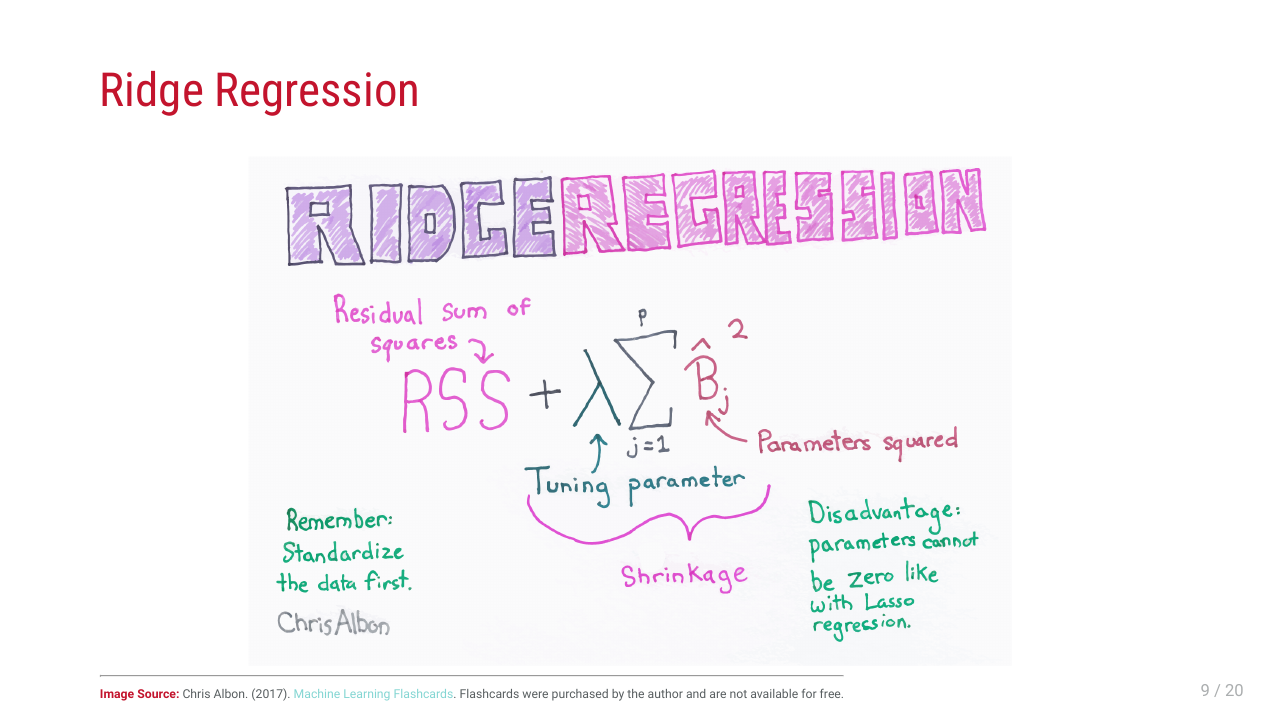 Ridge Regression
RIDGE REGRESSION
Residual sum of
squares
RSS + λ Σ B̂j 2
p
j=1
Parameters squared
Tuning parameter
Shrinkage
Remember:
Standardize
the data first.
Chris Albon
Disadvantage:
parameters cannot
be zero like
with Lasso
regression.
Image Source: Chris Albon. (2017). Machine Learning Flashcards. Flashcards were purchased by the author and are not available for free.
9 / 20